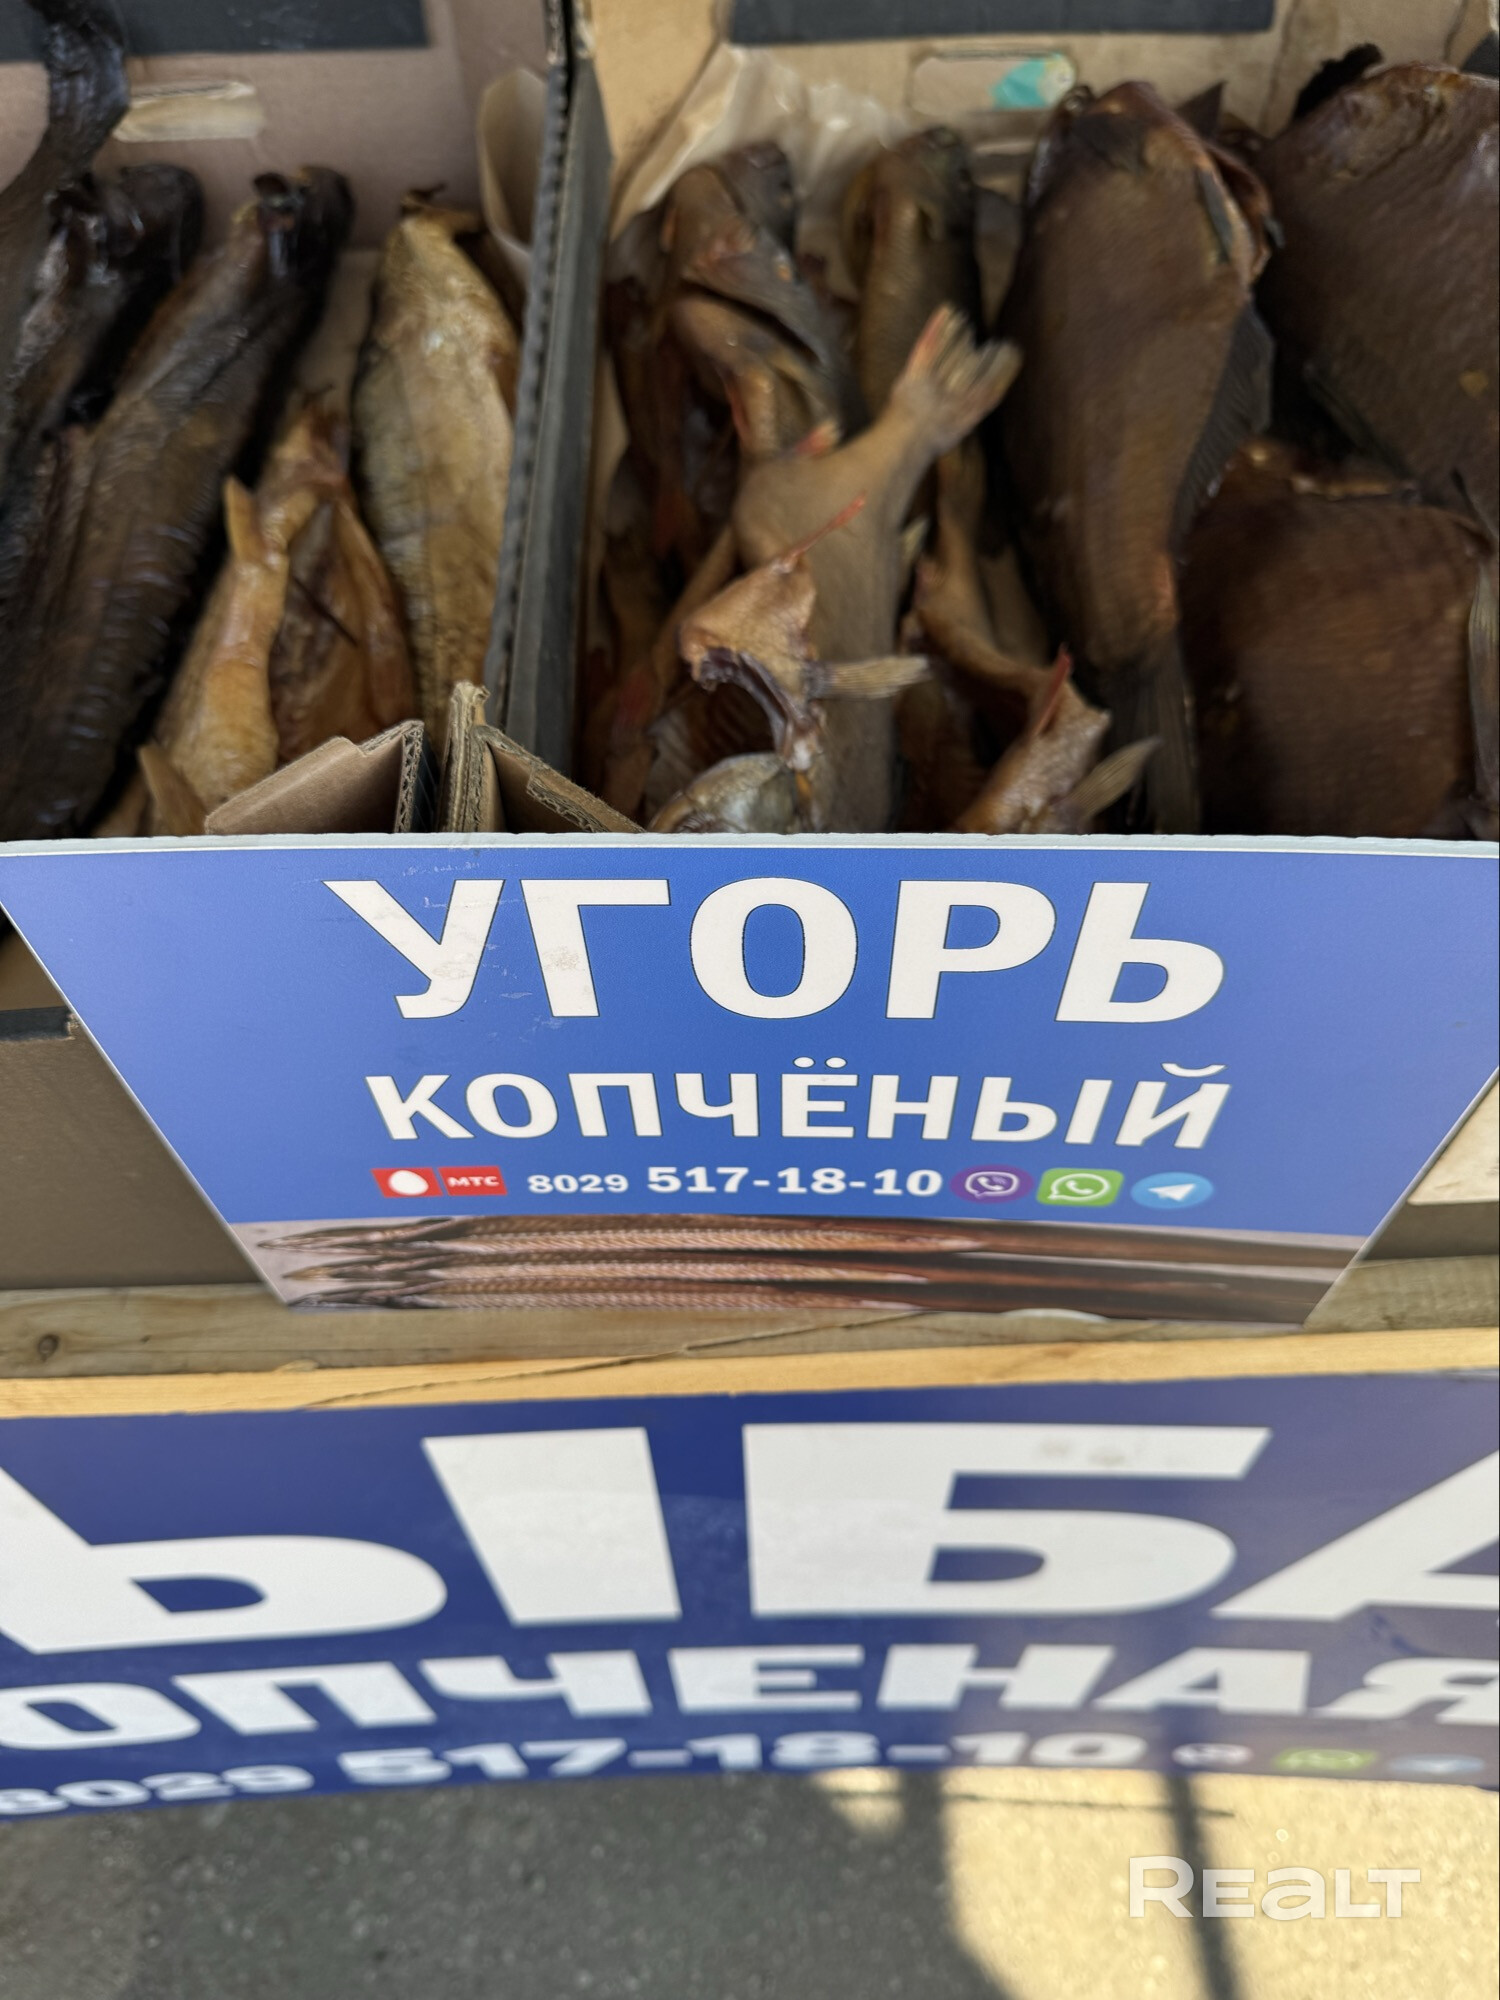 УГОРЬ
КОПЧЁНЫЙ
МТС 8029 517-18-10
ЫБА
ОПЧЕНАЯ
8029 517-18-10
REALT